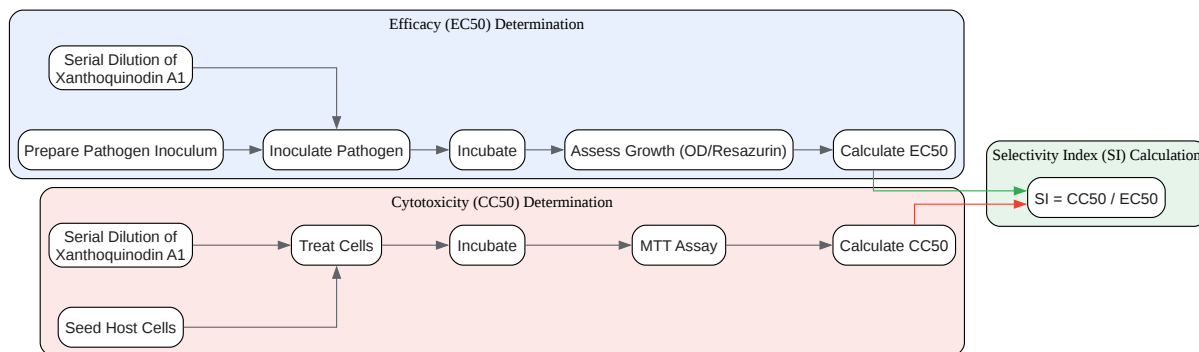 Efficacy (EC50) Determination
Serial Dilution of
Xanthoquinodin A1
Prepare Pathogen Inoculum
Inoculate Pathogen
Incubate
Assess Growth (OD/Resazurin)
Calculate EC50
Cytotoxicity (CC50) Determination
Serial Dilution of
Xanthoquinodin A1
Treat Cells
Incubate
MTT Assay
Calculate CC50
Seed Host Cells
Selectivity Index (SI) Calculation
SI = CC50 / EC50